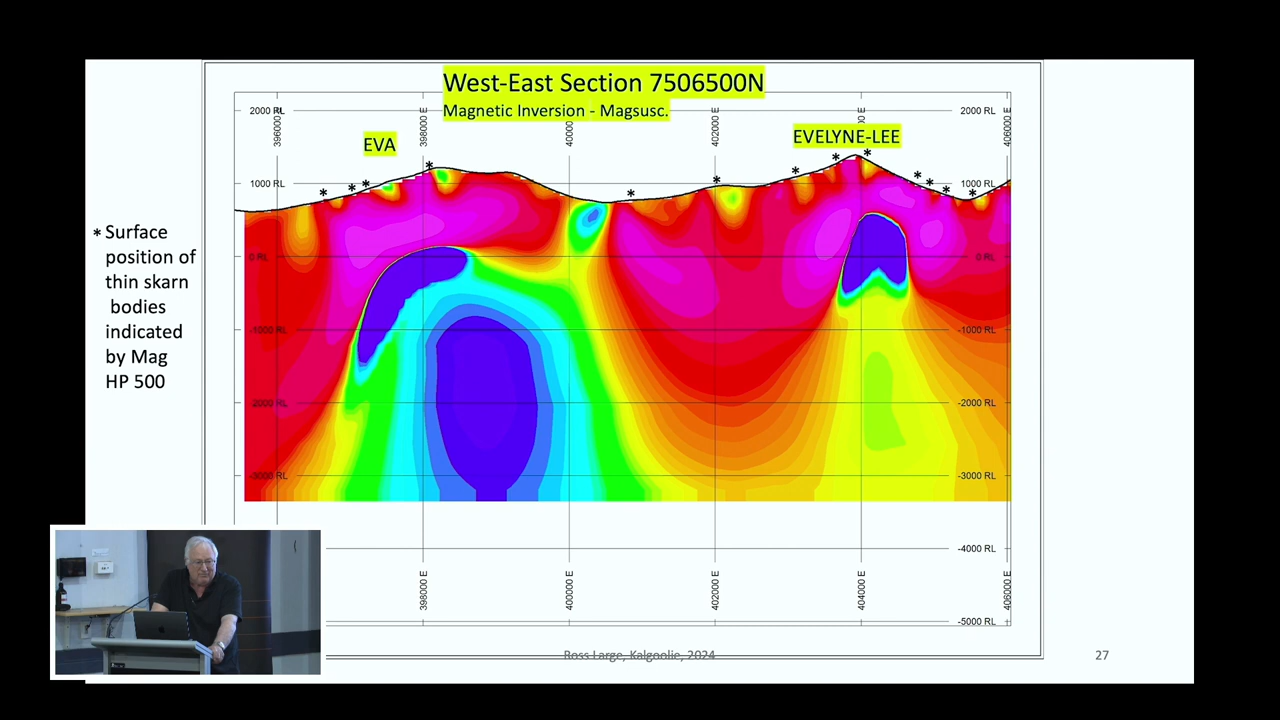 West-East Section 7506500N
Magnetic Inversion - Magsusc.
2000 RL
396000 E
398000 E
40000
402000 E
0 E
406000 E
2000 RL
EVA
EVELYNE-LEE
1000 RL
1000 RL
* Surface
position of
thin skarn
bodies
indicated
by Mag
HP 500
0 RL
0 RL
-1000 RL
-1000 RL
-2000 RL
-2000 RL
-3000 RL
-3000 RL
-4000 RL
398000 E
400000 E
402000 E
404000 E
406000 E
-5000 RL
Ross Large, Kalgoolie, 2024
27